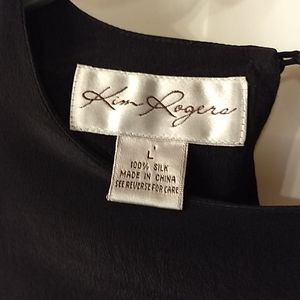 Kim Rogers
L
100% SILK
MADE IN CHINA
SEE REVERSE FOR CARE